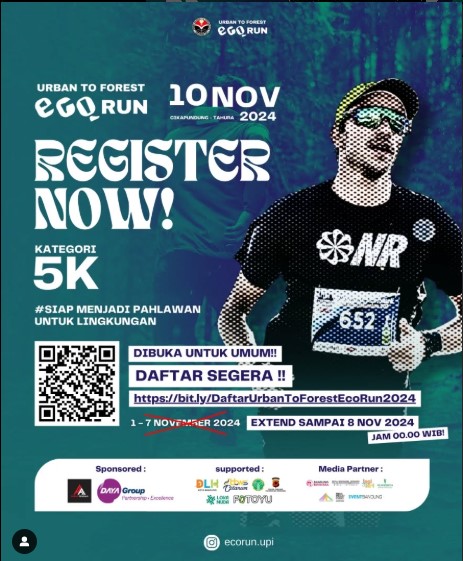 URBAN TO FOREST
ECO RUN
URBAN TO FOREST
ECO RUN
10 NOV
CIKAPUNDUNG - TAHURA 2024
REGISTER
NOW!
KATEGORI
5K
#SIAP MENJADI PAHLAWAN
UNTUK LINGKUNGAN
NR
652
DIBUKA UNTUK UMUM!!
DAFTAR SEGERA !!
https://bit.ly/DaftarUrbanToForestEcoRun2024
1 - 7 NOVEMBER 2024
EXTEND SAMPAI 8 NOV 2024
JAM 00.00 WIB!
Sponsored :
supported :
Media Partner :
DAYA Group
Partnership - Excellence
DLH
Citarum
FOTOYU
ecorun.upi